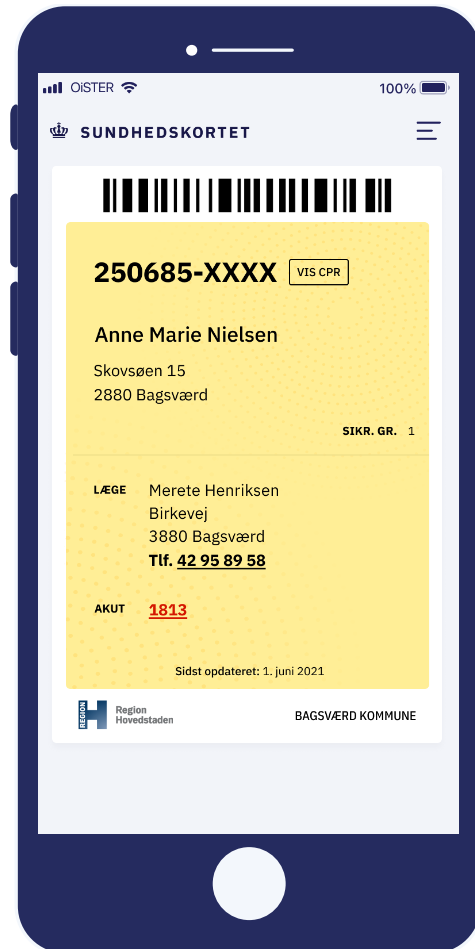 OiSTER 100%
SUNDHEDSKORTET
250685-XXXX VIS CPR
Anne Marie Nielsen
Skovsøen 15
2880 Bagsværd
SIKR. GR. 1
LÆGE Merete Henriksen
Birkevej
3880 Bagsværd
Tlf. 42 95 89 58
AKUT 1813
Sidst opdateret: 1. juni 2021
REGION H Region
Hovedstaden
BAGSVÆRD KOMMUNE